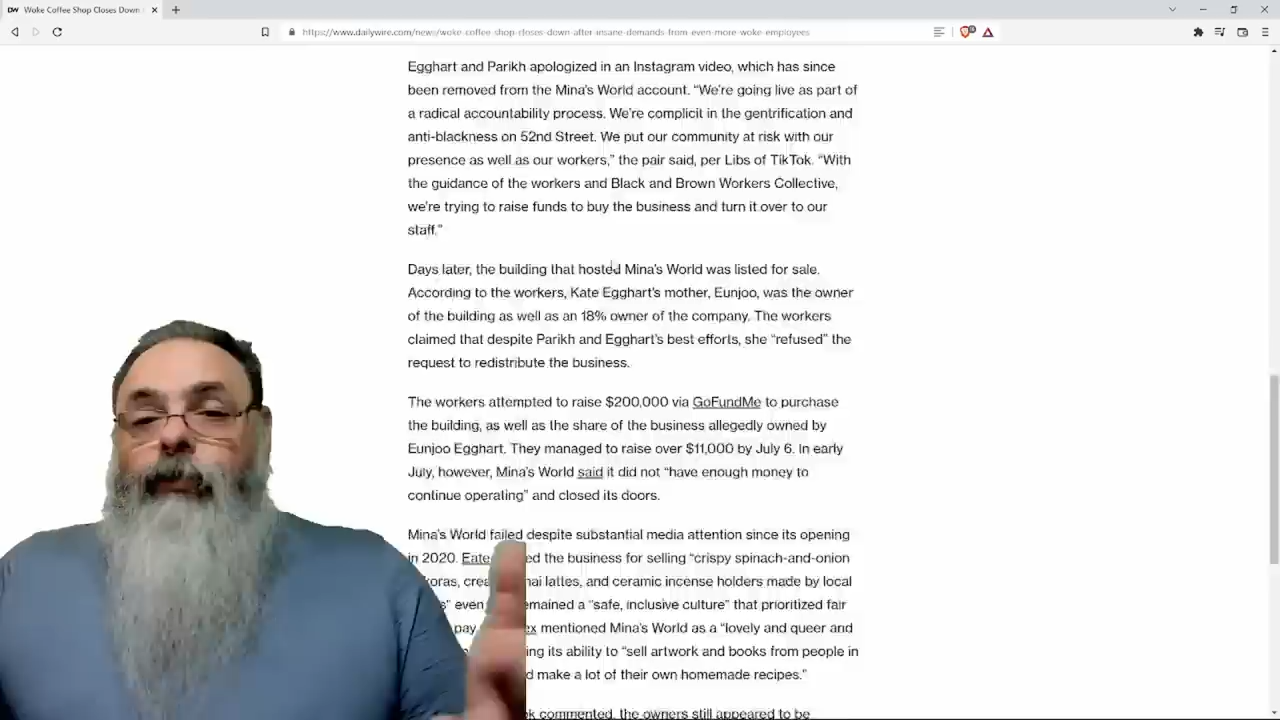 DW Woke Coffee Shop Closes Down
https://www.dailywire.com/news/woke-coffee-shop-closes-down-after-insane-demands-from-even-more-woke-employees
Egghart and Parikh apologized in an Instagram video, which has since
been removed from the Mina's World account. “We're going live as part of
a radical accountability process. We're complicit in the gentrification and
anti-blackness on 52nd Street. We put our community at risk with our
presence as well as our workers,” the pair said, per Libs of TikTok. “With
the guidance of the workers and Black and Brown Workers Collective,
we're trying to raise funds to buy the business and turn it over to our
staff.”
Days later, the building that hosted Mina's World was listed for sale.
According to the workers, Kate Egghart's mother, Eunjoo, was the owner
of the building as well as an 18% owner of the company. The workers
claimed that despite Parikh and Egghart's best efforts, she “refused” the
request to redistribute the business.
The workers attempted to raise $200,000 via GoFundMe to purchase
the building, as well as the share of the business allegedly owned by
Eunjoo Egghart. They managed to raise over $11,000 by July 6. In early
July, however, Mina's World said it did not “have enough money to
continue operating” and closed its doors.
Mina's World failed despite substantial media attention since its opening
in 2020. the business for selling “crispy spinach-and-onion
lattes, and ceramic incense holders made by local
a “safe, inclusive culture” that prioritized fair
pay mentioned Mina's World as a “lovely and queer and
its ability to “sell artwork and books from people in
make a lot of their own homemade recipes.”
commented, the owners still appeared to be